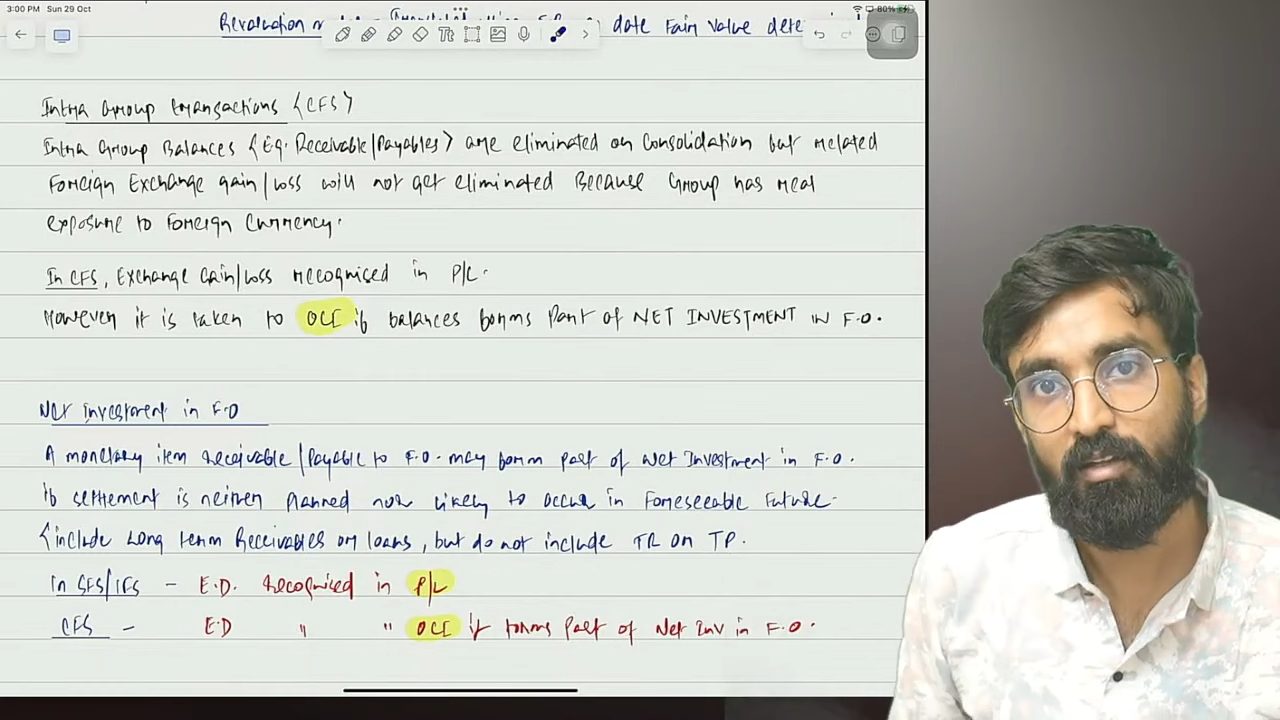 3:00 PM Sun 29 Oct
80%
Revaluation date Fair Value
Intra Group transactions {CFS}
Intra Group Balances {Eg. Receivable/Payables} are eliminated on Consolidation but related
Foreign Exchange gain/loss will not get eliminated Because Group has real
exposure to Foreign Currency.
In CFS, Exchange Gain/Loss recognised in P/L.
However it is taken to OCI if balances forms Part of NET INVESTMENT IN F.O.
Net investment in F.O
A monetary item Receivable/Payable to F.O. may form part of Net Investment in F.O.
if settlement is neither Planned nor likely to occur in Foreseeable Future.
{include Long term Receivables or loans, but do not include TR or TP.
In SFS/IFS - E.D. Recognised in P/L
CFS - E.D " " OCI if forms Part of Net Inv in F.O.